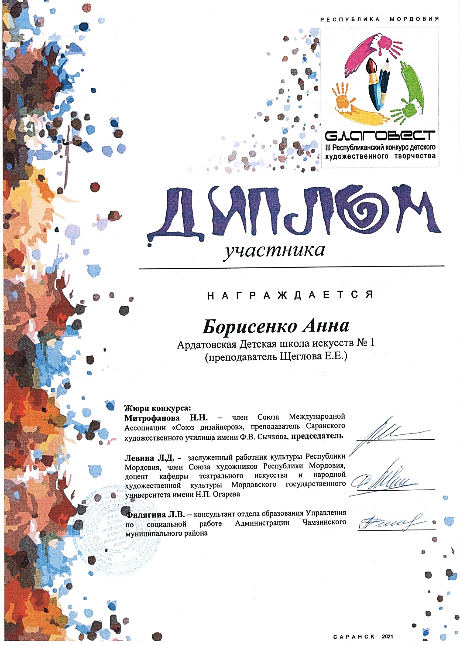 РЕСПУБЛИКА МОРДОВИЯ
БЛАГОВЕСТ
III Республиканский конкурс детского
художественного творчества
ДИПЛОМ
участника
НАГРАЖДАЕТСЯ
Борисенко Анна
Ардатовская Детская школа искусств № 1
(преподаватель Щеглова Е.Е.)
Жюри конкурса:
Митрофанова Н.Н. – член Союза Международной
Ассоциации «Союз дизайнеров», преподаватель Саранского
художественного училища имени Ф.В. Сычкова, председатель
Левина Л.Д. - заслуженный работник культуры Республики
Мордовия, член Союза художников Республики Мордовия,
доцент кафедры театрального искусства и народной
художественной культуры Мордовского государственного
университета имени Н.П. Огарева
Филягина Л.В. – консультант отдела образования Управления
по социальной работе Администрации Чамзинского
муниципального района
САРАНСК 2021